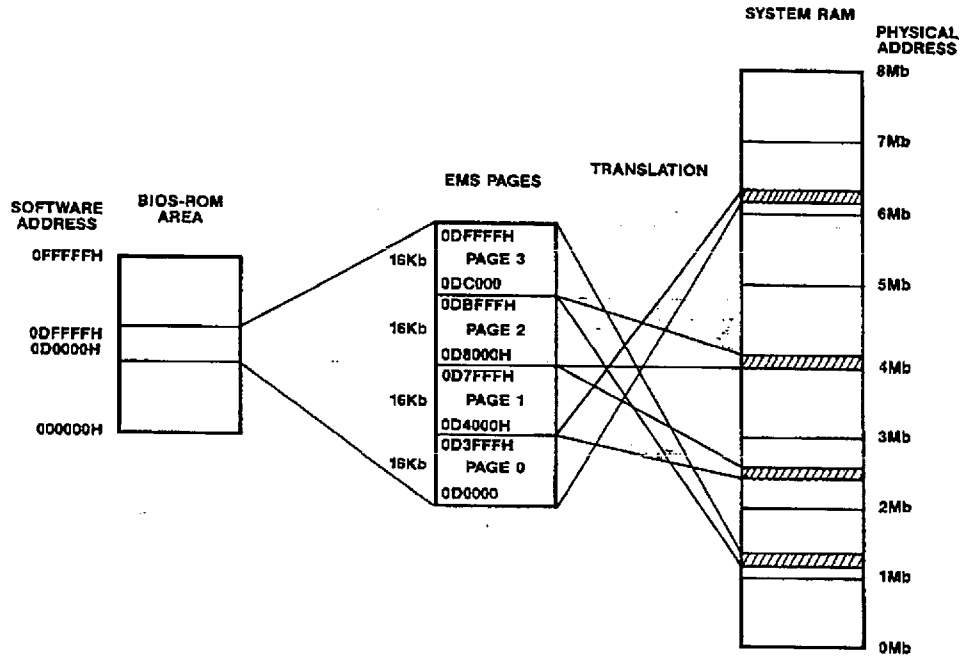 SYSTEM RAM
PHYSICAL
ADDRESS
8Mb
7Mb
6Mb
5Mb
4Mb
3Mb
2Mb
1Mb
0Mb
TRANSLATION
EMS PAGES
0DFFFFH
16Kb
PAGE 3
0DC000
0DBFFFH
16Kb
PAGE 2
0D8000H
0D7FFFH
16Kb
PAGE 1
0D4000H
0D3FFFH
16Kb
PAGE 0
0D0000
BIOS-ROM
AREA
SOFTWARE
ADDRESS
0FFFFFH
0DFFFFH
0D0000H
000000H